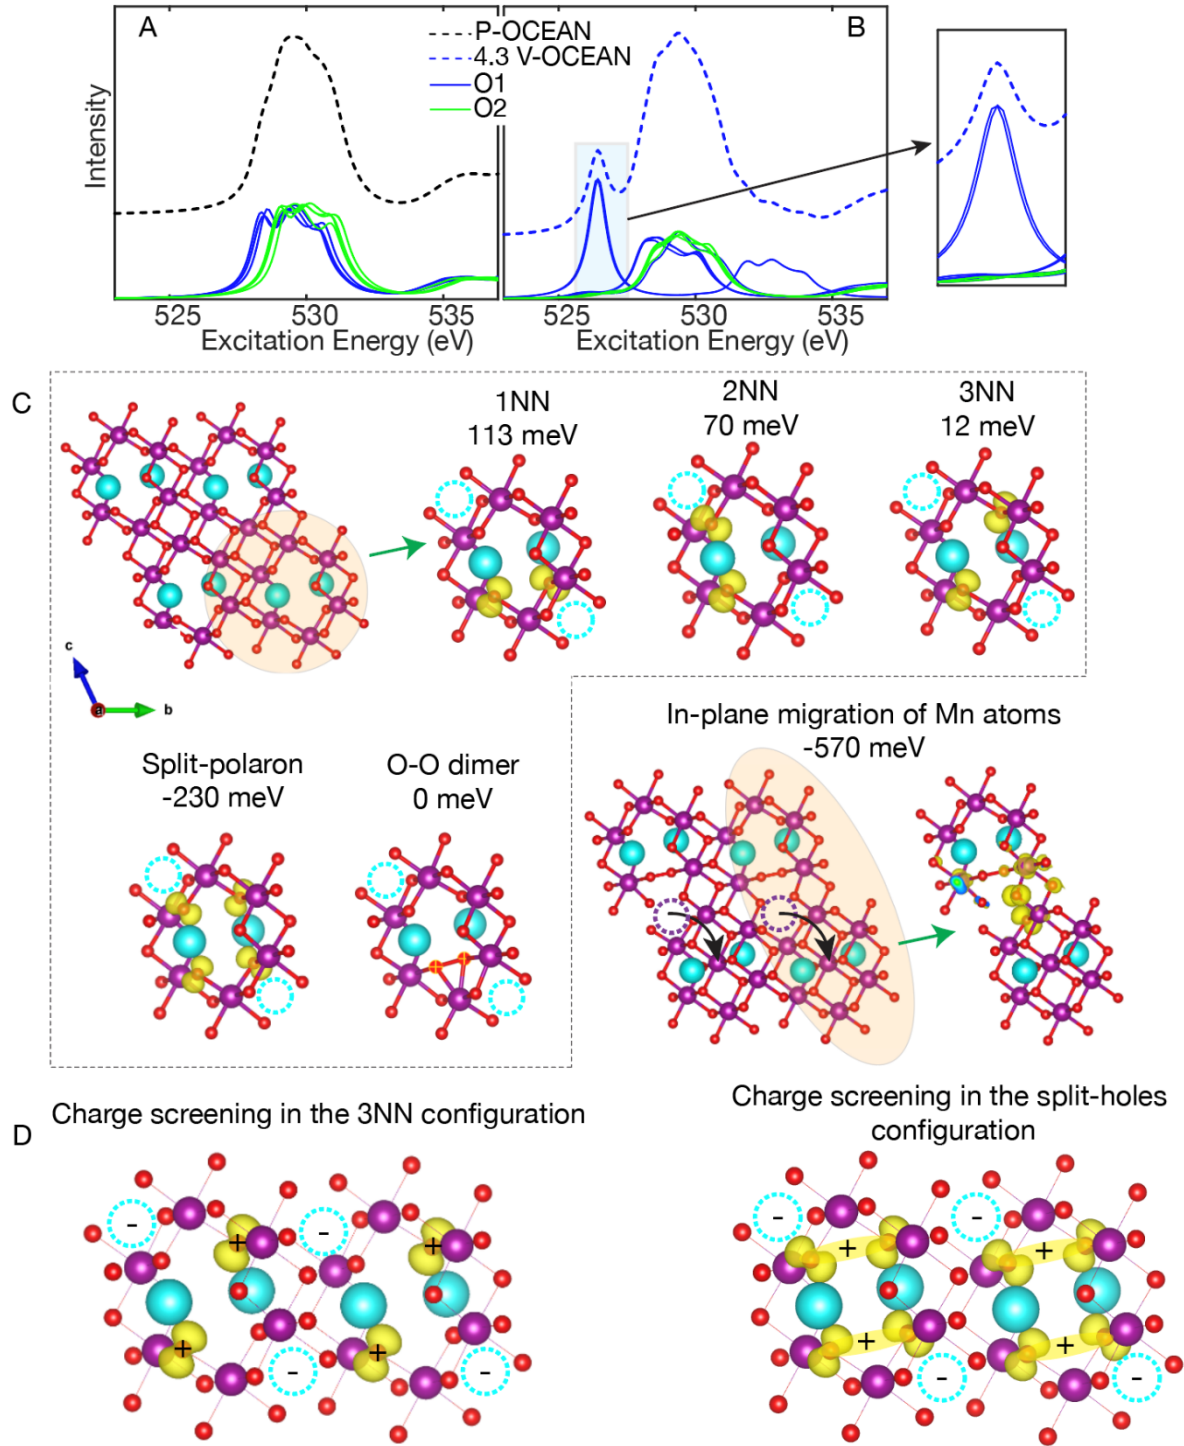 A
B
P-OCEAN
4.3 V-OCEAN
O1
O2
Intensity
525
530
535
525
530
535
Excitation Energy (eV)
Excitation Energy (eV)
C
1NN
113 meV
2NN
70 meV
3NN
12 meV
c
a
b
Split-polaron
-230 meV
O-O dimer
0 meV
In-plane migration of Mn atoms
-570 meV
D
Charge screening in the 3NN configuration
Charge screening in the split-holes
configuration
-
+
-
+
+
-
+
-
-
+
-
+
+
-
+
-